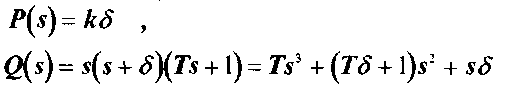 P(s) = kδ ,
Q(s) = s(s + δ)(Ts + 1) = Ts³ + (Tδ + 1)s² + sδ